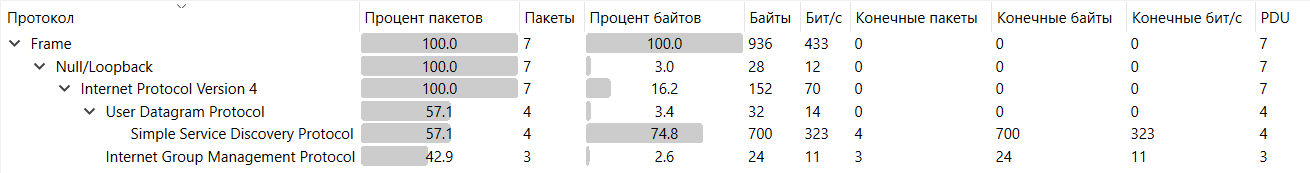 Протокол Процент пакетов Пакеты Процент байтов Байты Бит/с Конечные пакеты Конечные байты Конечные бит/с PDU
Frame 100.0 7 100.0 936 433 0 0 0 7
Null/Loopback 100.0 7 3.0 28 12 0 0 0 7
Internet Protocol Version 4 100.0 7 16.2 152 70 0 0 0 7
User Datagram Protocol 57.1 4 3.4 32 14 0 0 0 4
Simple Service Discovery Protocol 57.1 4 74.8 700 323 4 700 323 4
Internet Group Management Protocol 42.9 3 2.6 24 11 3 24 11 3